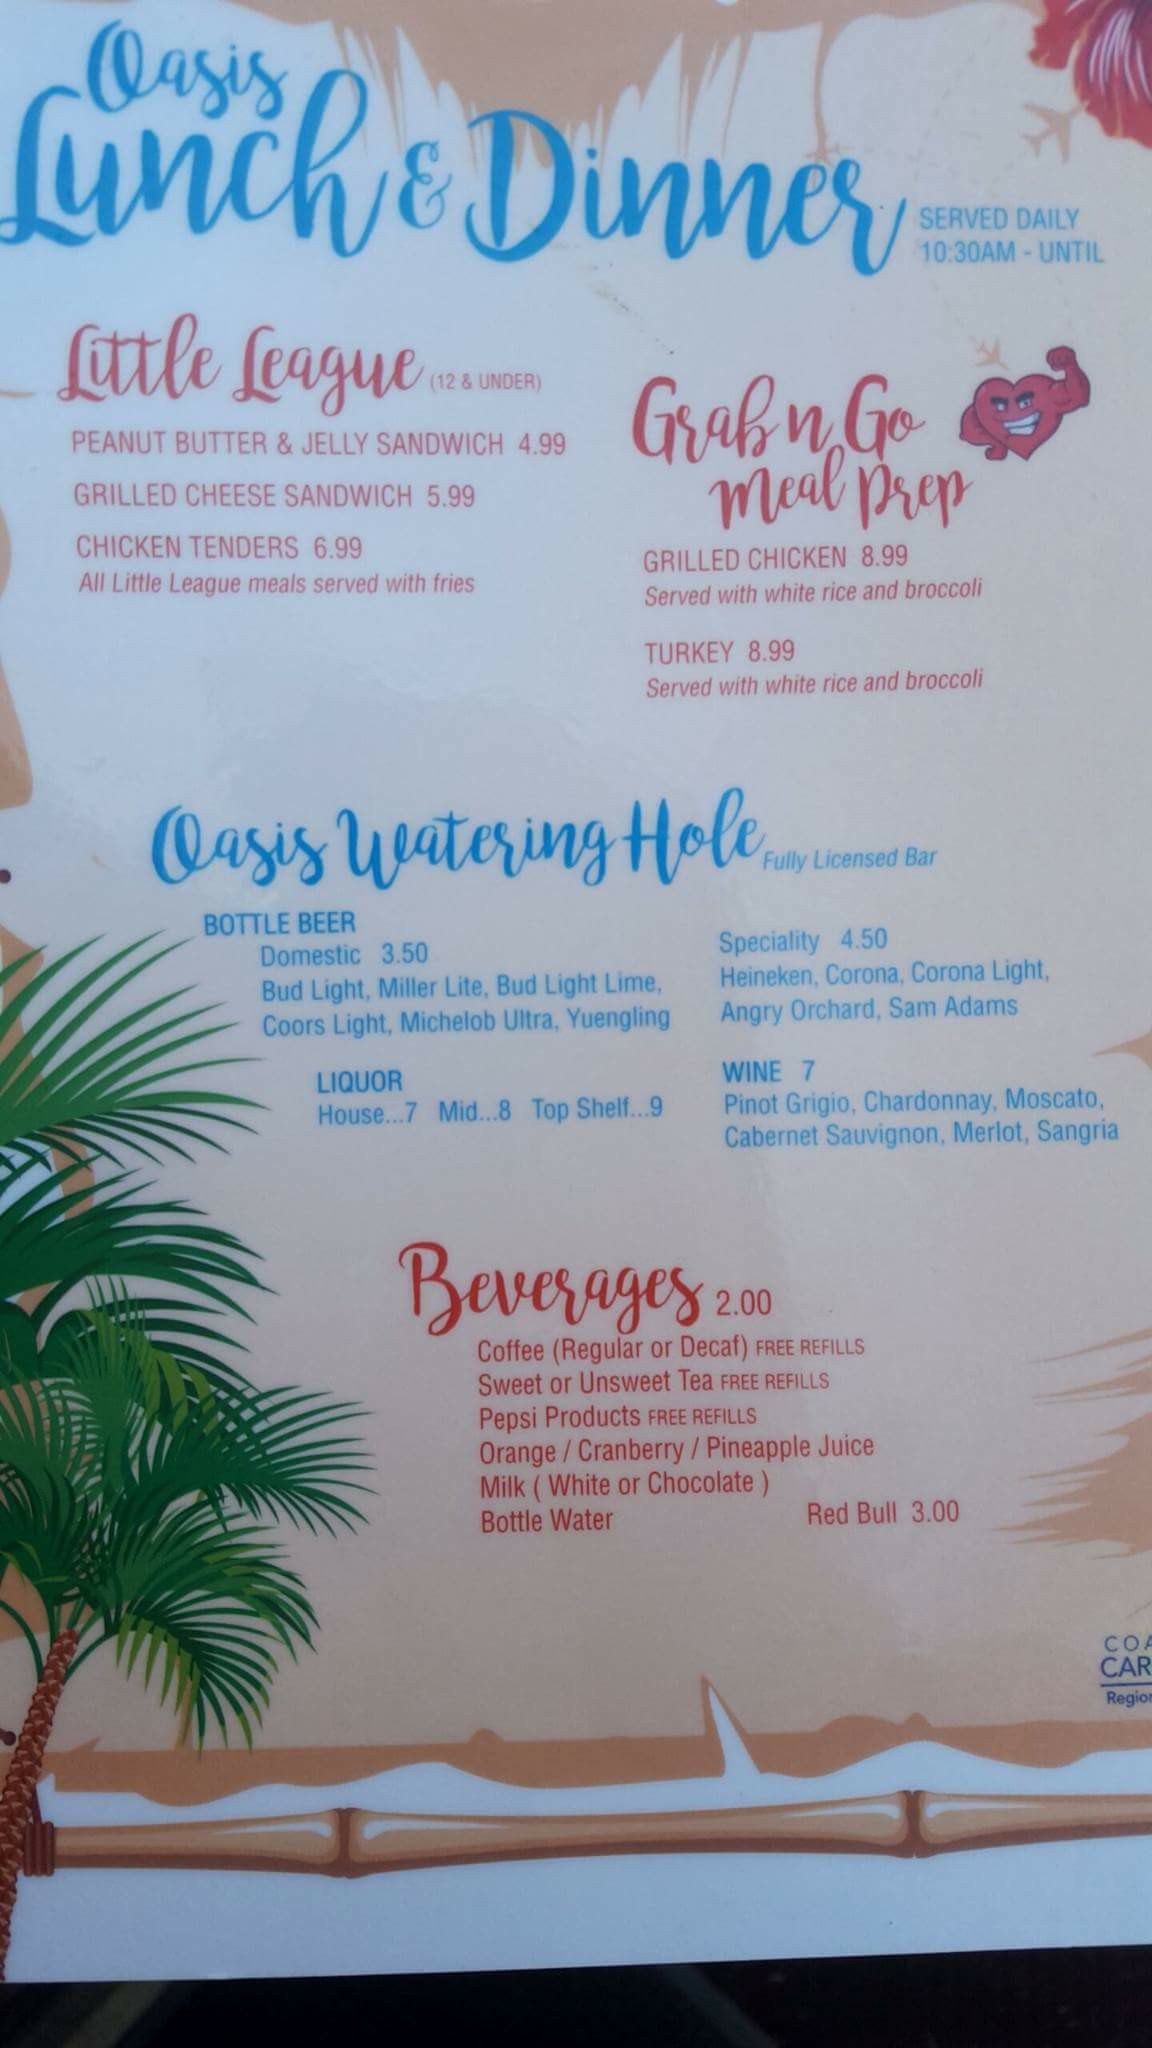 Oasis
Lunch & Dinner
SERVED DAILY
10:30AM - UNTIL
Little League (12 & UNDER)
PEANUT BUTTER & JELLY SANDWICH 4.99
GRILLED CHEESE SANDWICH 5.99
CHICKEN TENDERS 6.99
All Little League meals served with fries
Grab n Go
Meal Prep
GRILLED CHICKEN 8.99
Served with white rice and broccoli
TURKEY 8.99
Served with white rice and broccoli
Oasis Watering Hole Fully Licensed Bar
BOTTLE BEER
Domestic 3.50
Bud Light, Miller Lite, Bud Light Lime,
Coors Light, Michelob Ultra, Yuengling
Speciality 4.50
Heineken, Corona, Corona Light,
Angry Orchard, Sam Adams
LIQUOR
House...7 Mid...8 Top Shelf...9
WINE 7
Pinot Grigio, Chardonnay, Moscato,
Cabernet Sauvignon, Merlot, Sangria
Beverages 2.00
Coffee (Regular or Decaf) FREE REFILLS
Sweet or Unsweet Tea FREE REFILLS
Pepsi Products FREE REFILLS
Orange / Cranberry / Pineapple Juice
Milk ( White or Chocolate )
Bottle Water Red Bull 3.00
COA
CAR
Region